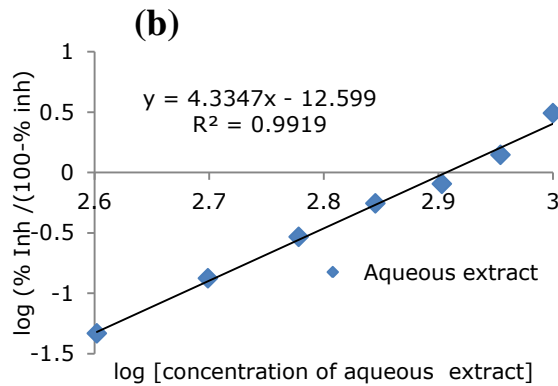 (b)
1
y = 4.3347x - 12.599
R² = 0.9919
0.5
0
2.6 2.7 2.8 2.9 3
-0.5
Aqueous extract
-1
-1.5
log (% Inh /(100-% inh)
log [concentration of aqueous extract]